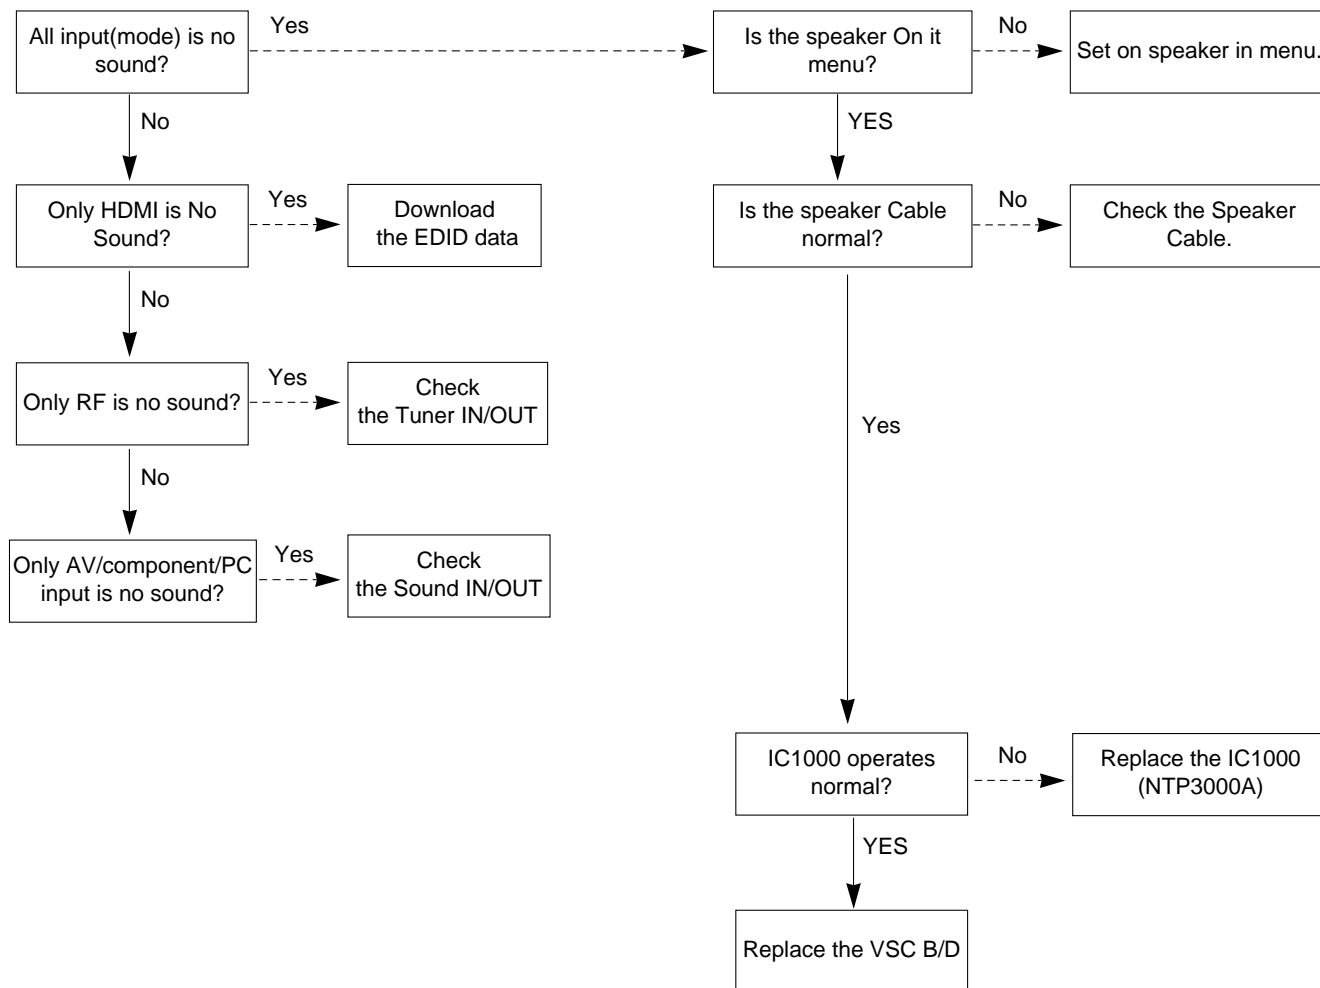 All input(mode) is no
sound?
Yes
Is the speaker On it
menu?
No
Set on speaker in menu.
No
YES
Only HDMI is No
Sound?
Yes
Download
the EDID data
Is the speaker Cable
normal?
No
Check the Speaker
Cable.
No
Only RF is no sound?
Yes
Check
the Tuner IN/OUT
Yes
No
Only AV/component/PC
input is no sound?
Yes
Check
the Sound IN/OUT
IC1000 operates
normal?
No
Replace the IC1000
(NTP3000A)
YES
Replace the VSC B/D